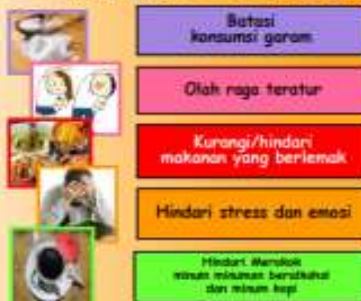 Batasi
konsumsi garam
Olah raga teratur
Kurangi/hindari
makanan yang berlemak
Hindari stress dan emosi
Hindari Merokok
minum minuman beralkohol
dan minum kopi